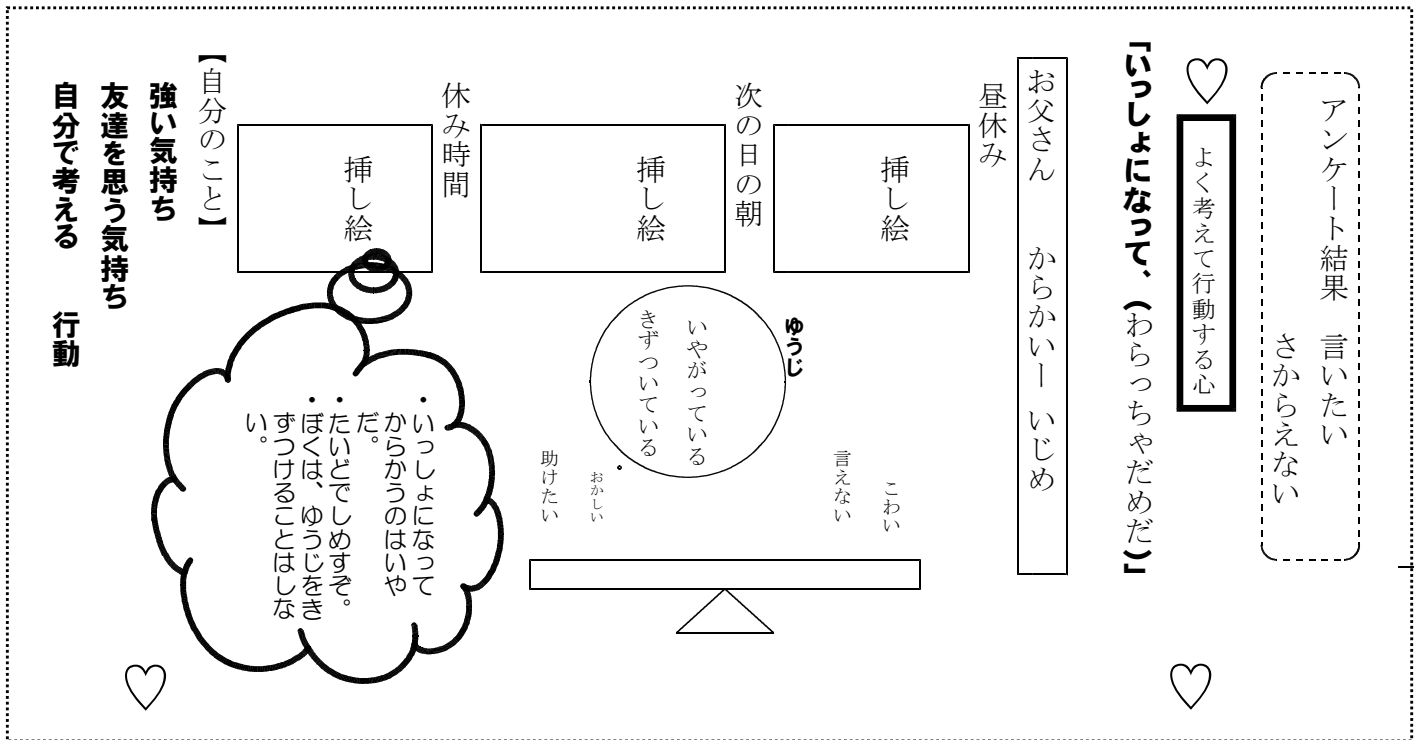 アンケート結果　言いたい
さからえない
よく考えて行動する心
「いっしょになって、(わらっちゃだめだ)」
お父さん　からかい－いじめ
昼休み
挿し絵
次の日の朝
挿し絵
休み時間
挿し絵
ゆうじ
いやがっている
きずついている
こわい
言えない
おかしい
助けたい
・いっしょになって
からかうのはいや
だ。
・たいどでしめすぞ。
・ぼくは、ゆうじをき
ずつけることはしな
い。
【自分のこと】
強い気持ち
友達を思う気持ち
自分で考える　行動